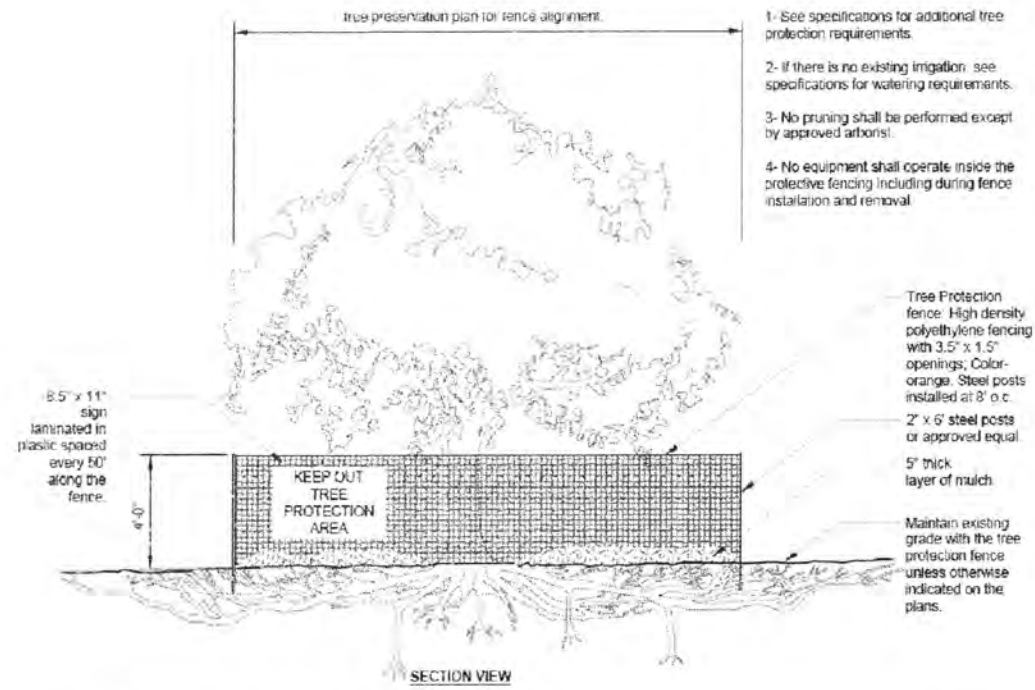 tree preservation plan for fence alignment.
1- See specifications for additional tree
protection requirements.
2- If there is no existing irrigation, see
specifications for watering requirements.
3- No pruning shall be performed except
by approved arborist.
4- No equipment shall operate inside the
protective fencing including during fence
installation and removal.
8.5" x 11"
sign
laminated in
plastic spaced
every 50'
along the
fence.
4'-0"
KEEP OUT
TREE
PROTECTION
AREA
Tree Protection
fence: High density
polyethylene fencing
with 3.5" x 1.5"
openings; Color-
orange. Steel posts
installed at 8' o.c.
2" x 6' steel posts
or approved equal.
5" thick
layer of mulch.
Maintain existing
grade with the tree
protection fence
unless otherwise
indicated on the
plans.
SECTION VIEW